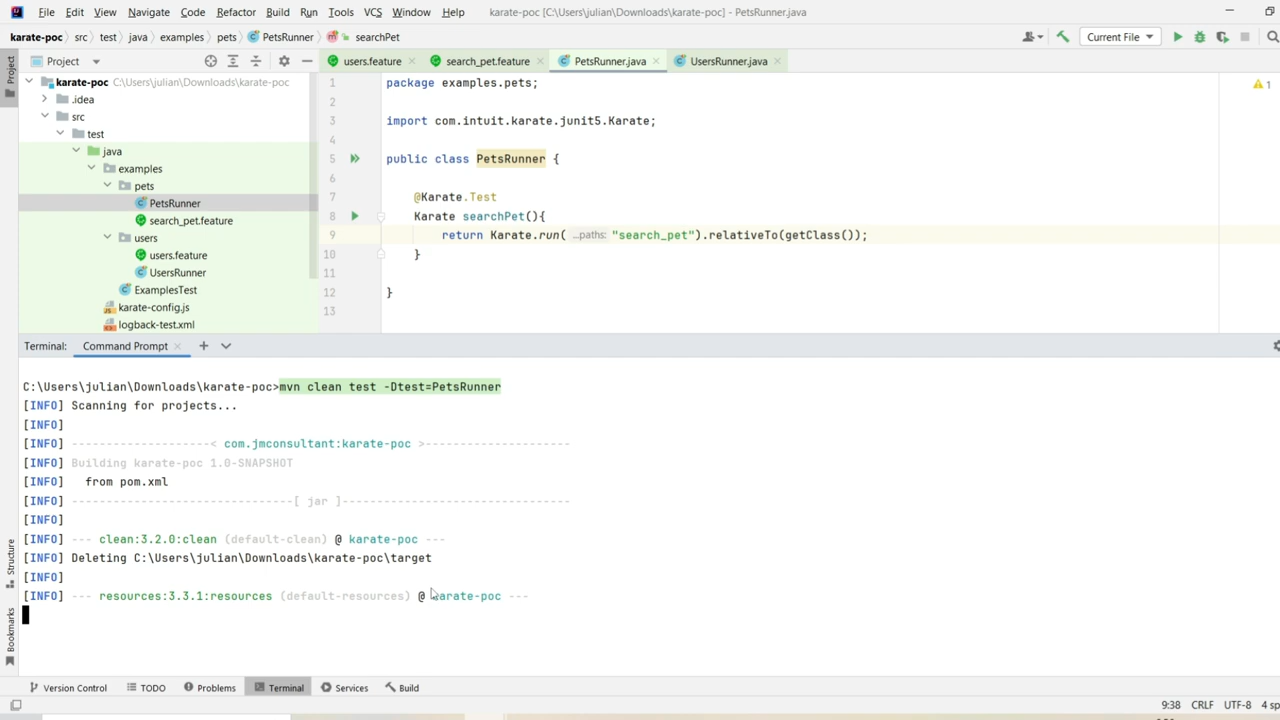 File Edit View Navigate Code Refactor Build Run Tools VCS Window Help karate-poc [C:\Users\julian\Downloads\karate-poc] - PetsRunner.java
karate-poc src test java examples pets PetsRunner searchPet Current File
Project users.feature search_pet.feature PetsRunner.java UsersRunner.java
Project
karate-poc C:\Users\julian\Downloads\karate-poc
.idea
src
test
java
examples
pets
PetsRunner
search_pet.feature
users
users.feature
UsersRunner
ExamplesTest
karate-config.js
logback-test.xml
1 package examples.pets;
2
3 import com.intuit.karate.junit5.Karate;
4
5 public class PetsRunner {
6
7 @Karate.Test
8 Karate searchPet(){
9 return Karate.run( …paths: "search_pet").relativeTo(getClass());
10 }
11
12 }
13
1
Terminal: Command Prompt
C:\Users\julian\Downloads\karate-poc>mvn clean test -Dtest=PetsRunner
[INFO] Scanning for projects...
[INFO]
[INFO] -------------------< com.jmconsultant:karate-poc >---------------------
[INFO] Building karate-poc 1.0-SNAPSHOT
[INFO] from pom.xml
[INFO] --------------------------------[ jar ]---------------------------------
[INFO]
[INFO] --- clean:3.2.0:clean (default-clean) @ karate-poc ---
[INFO] Deleting C:\Users\julian\Downloads\karate-poc\target
[INFO]
[INFO] --- resources:3.3.1:resources (default-resources) @ karate-poc ---
Structure
Bookmarks
Version Control TODO Problems Terminal Services Build
9:38 CRLF UTF-8 4 sp